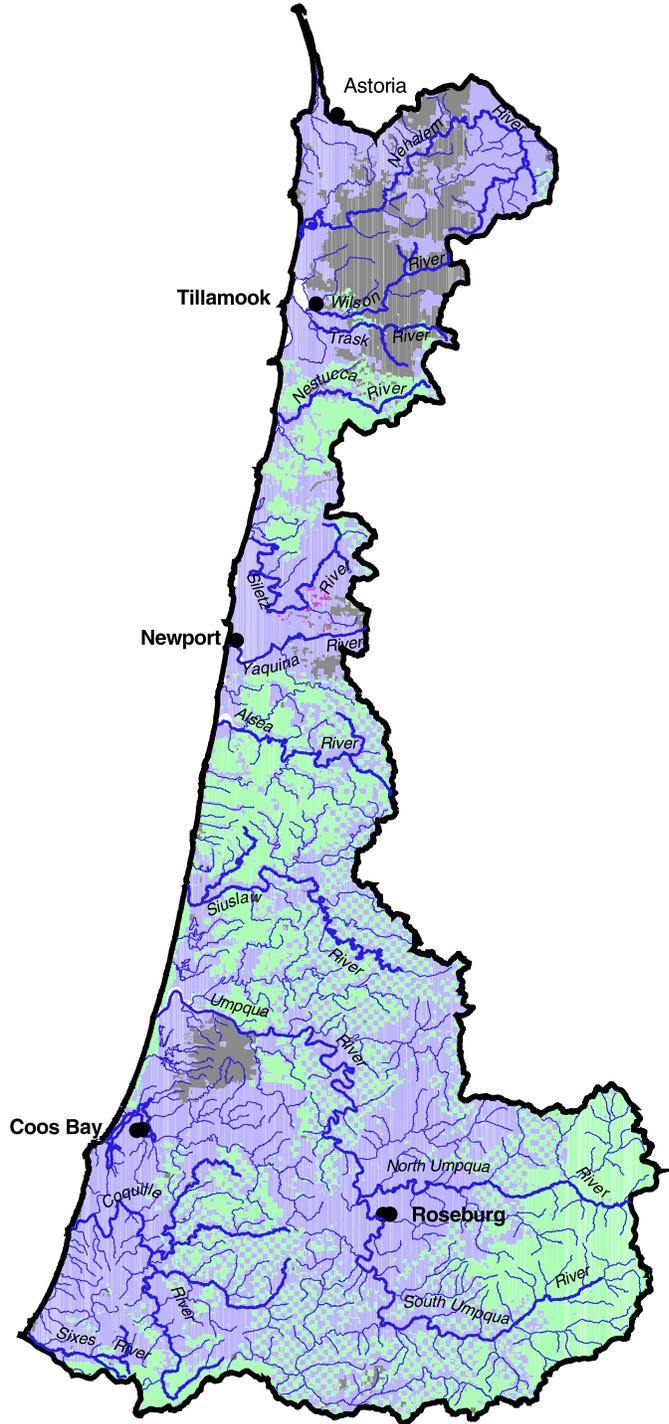 Astoria
Nehalem
River
River
Tillamook
Wilson
Trask
River
Nestucca
River
Siletz
River
Newport
River
Yaquina
Alsea
River
Siuslaw
River
Umpqua
River
Coos Bay
North Umpqua
River
Coquille
Roseburg
River
River
South Umpqua
Sixes
River